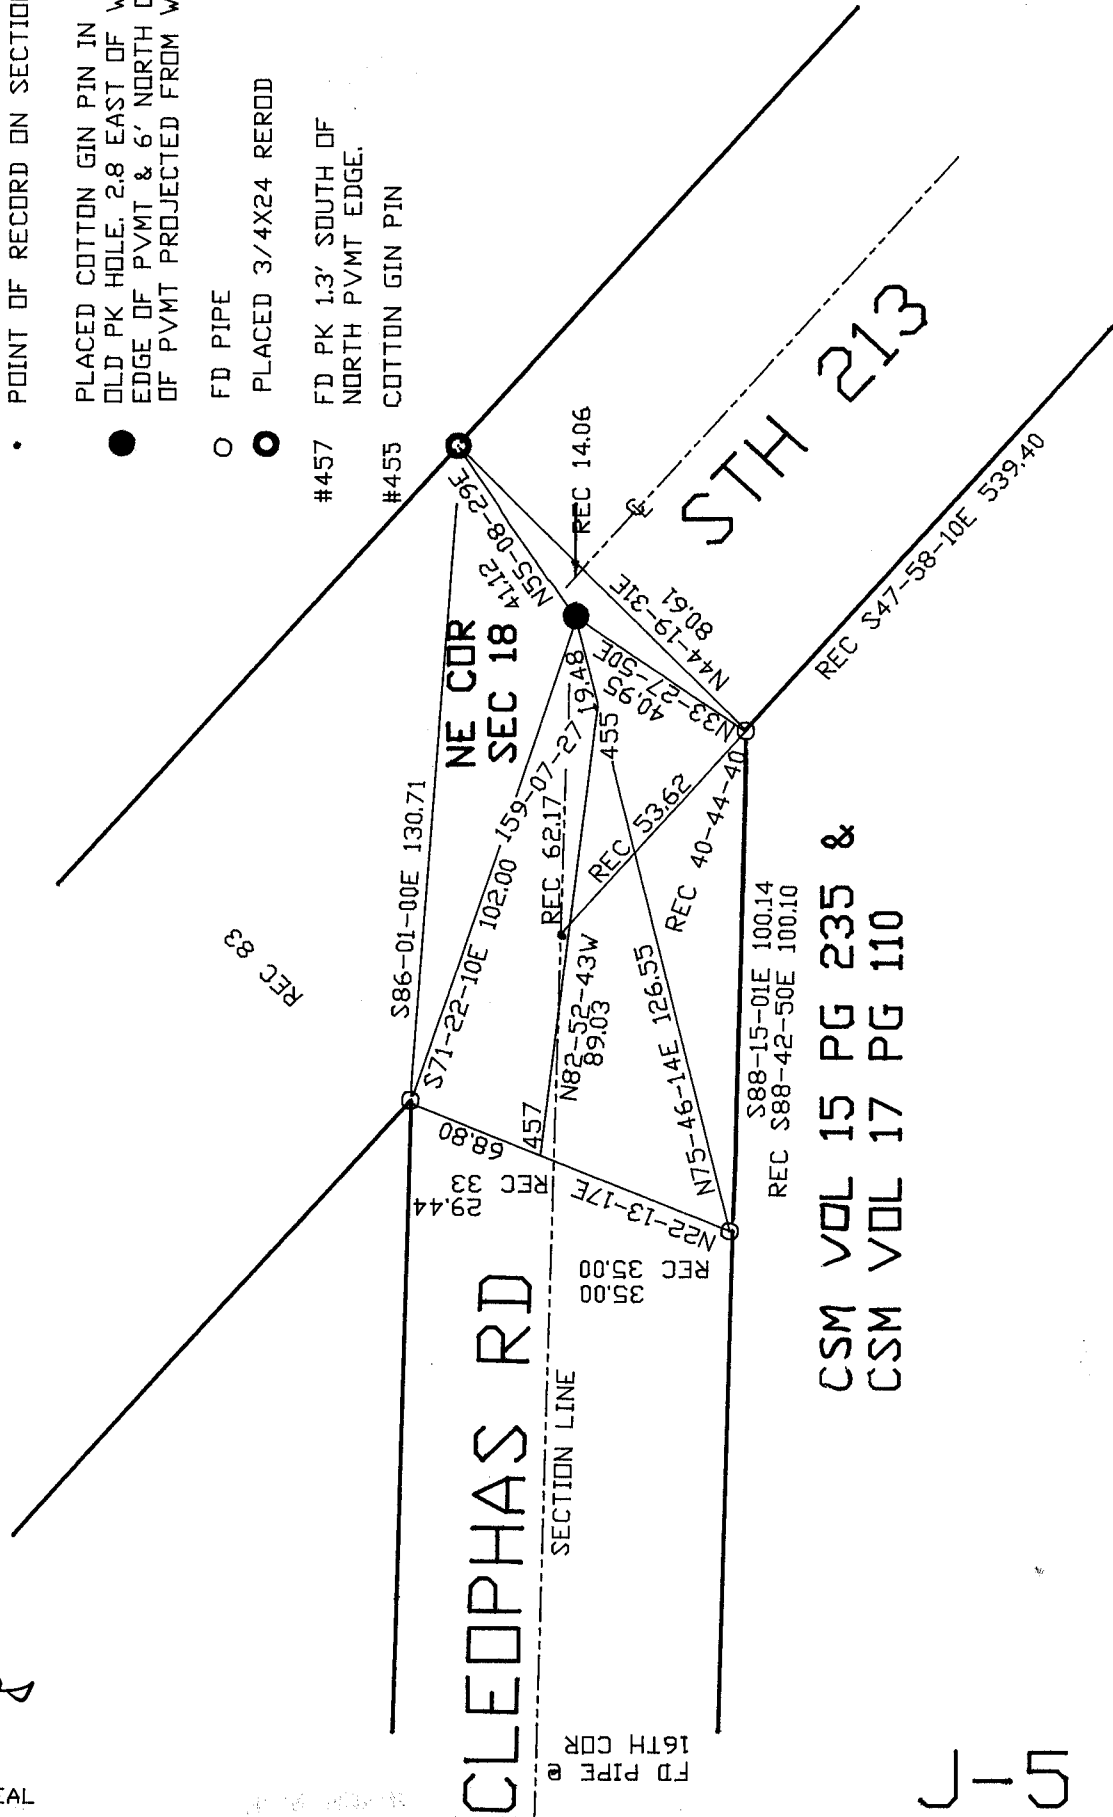 • POINT OF RECORD ON SECTION
PLACED COTTON GIN PIN IN
OLD PK HOLE. 2.8 EAST OF
EDGE OF PVMT & 6' NORTH
OF PVMT PROJECTED FROM
FD PIPE
PLACED 3/4X24 REROD
#457 FD PK 1.3' SOUTH OF
NORTH PVMT EDGE.
#455 COTTON GIN PIN
REC 83
S86-01-00E 130.71
NE COR
SEC 18
N55-08-29E
41.12
REC 14.06
STH 213
S71-22-10E 102.00
159-07-27
19.48
455
REC 62.17
N33-27-50E
40.95
N44-19-31E
80.61
REC 53.62
REC 40-44-40
REC S47-58-10E 539.40
N82-52-43W
89.03
457
68.80
REC 33
29.44
N22-13-17E
REC 35.00
35.00
N75-46-14E 126.55
S88-15-01E 100.14
REC S88-42-50E 100.10
CLEOPHAS RD
SECTION LINE
FD PIPE @
16TH COR
CSM VOL 15 PG 235 &
CSM VOL 17 PG 110
J-5